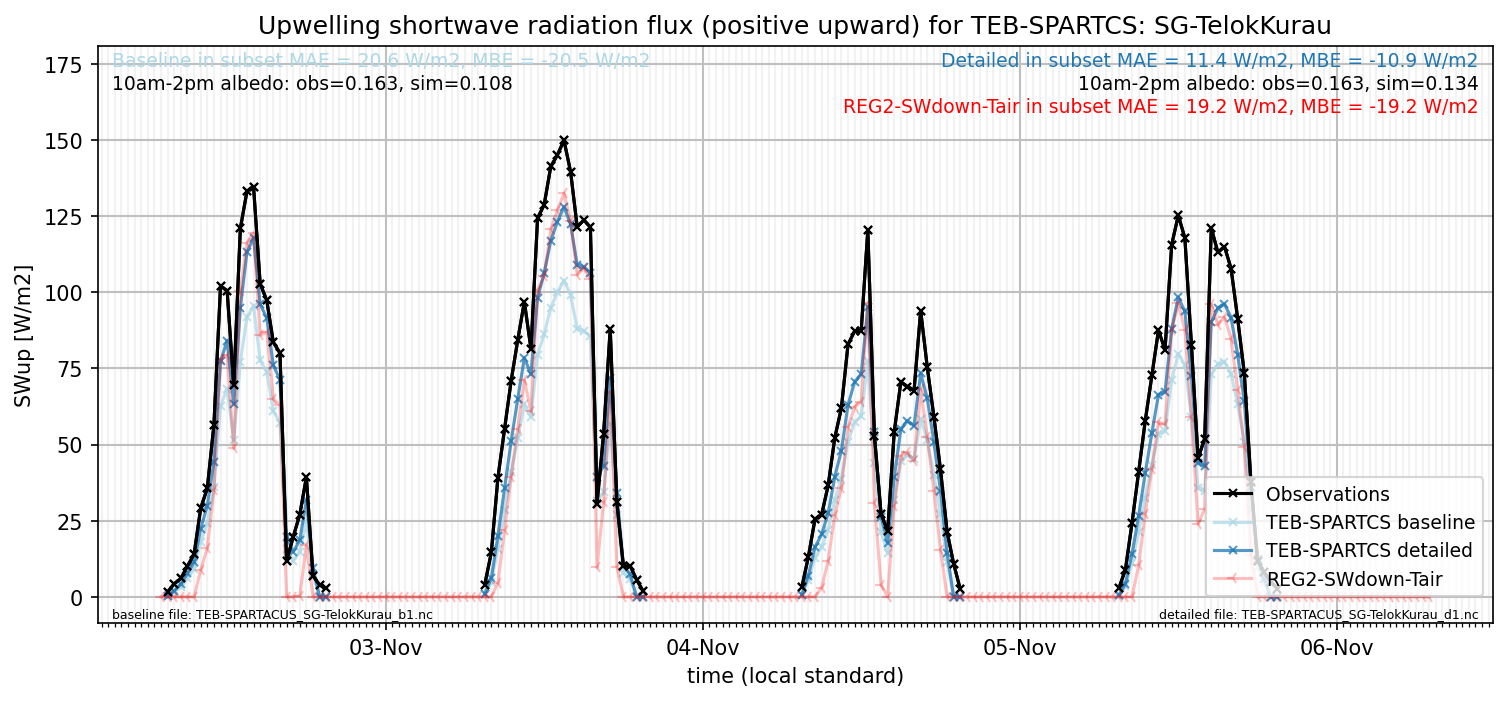 Upwelling shortwave radiation flux (positive upward) for TEB-SPARTCS: SG-TelokKurau
Baseline in subset MAE = 20.6 W/m2, MBE = -20.5 W/m2
Detailed in subset MAE = 11.4 W/m2, MBE = -10.9 W/m2
10am-2pm albedo: obs=0.163, sim=0.108
10am-2pm albedo: obs=0.163, sim=0.134
REG2-SWdown-Tair in subset MAE = 19.2 W/m2, MBE = -19.2 W/m2
175
150
125
100
75
50
25
0
SWup [W/m2]
Observations
TEB-SPARTCS baseline
TEB-SPARTCS detailed
REG2-SWdown-Tair
baseline file: TEB-SPARTACUS_SG-TelokKurau_b1.nc
detailed file: TEB-SPARTACUS_SG-TelokKurau_d1.nc
03-Nov
04-Nov
05-Nov
06-Nov
time (local standard)